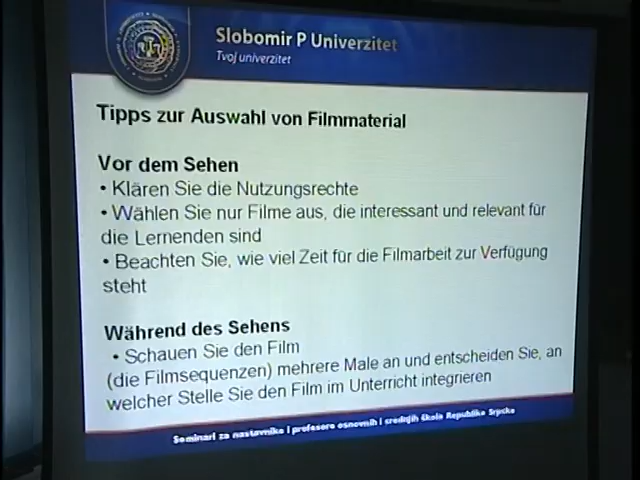 Slobomir P Univerzitet
Tvoj univerzitet
Tipps zur Auswahl von Filmmaterial
Vor dem Sehen
• Klären Sie die Nutzungsrechte
• Wählen Sie nur Filme aus, die interessant und relevant für
die Lernenden sind
• Beachten Sie, wie viel Zeit für die Filmarbeit zur Verfügung
steht
Während des Sehens
• Schauen Sie den Film
(die Filmsequenzen) mehrere Male an und entscheiden Sie, an
welcher Stelle Sie den Film im Unterricht integrieren
Seminari za nastavnike i profesore osnovnih i srednjih škola Republike Srpske